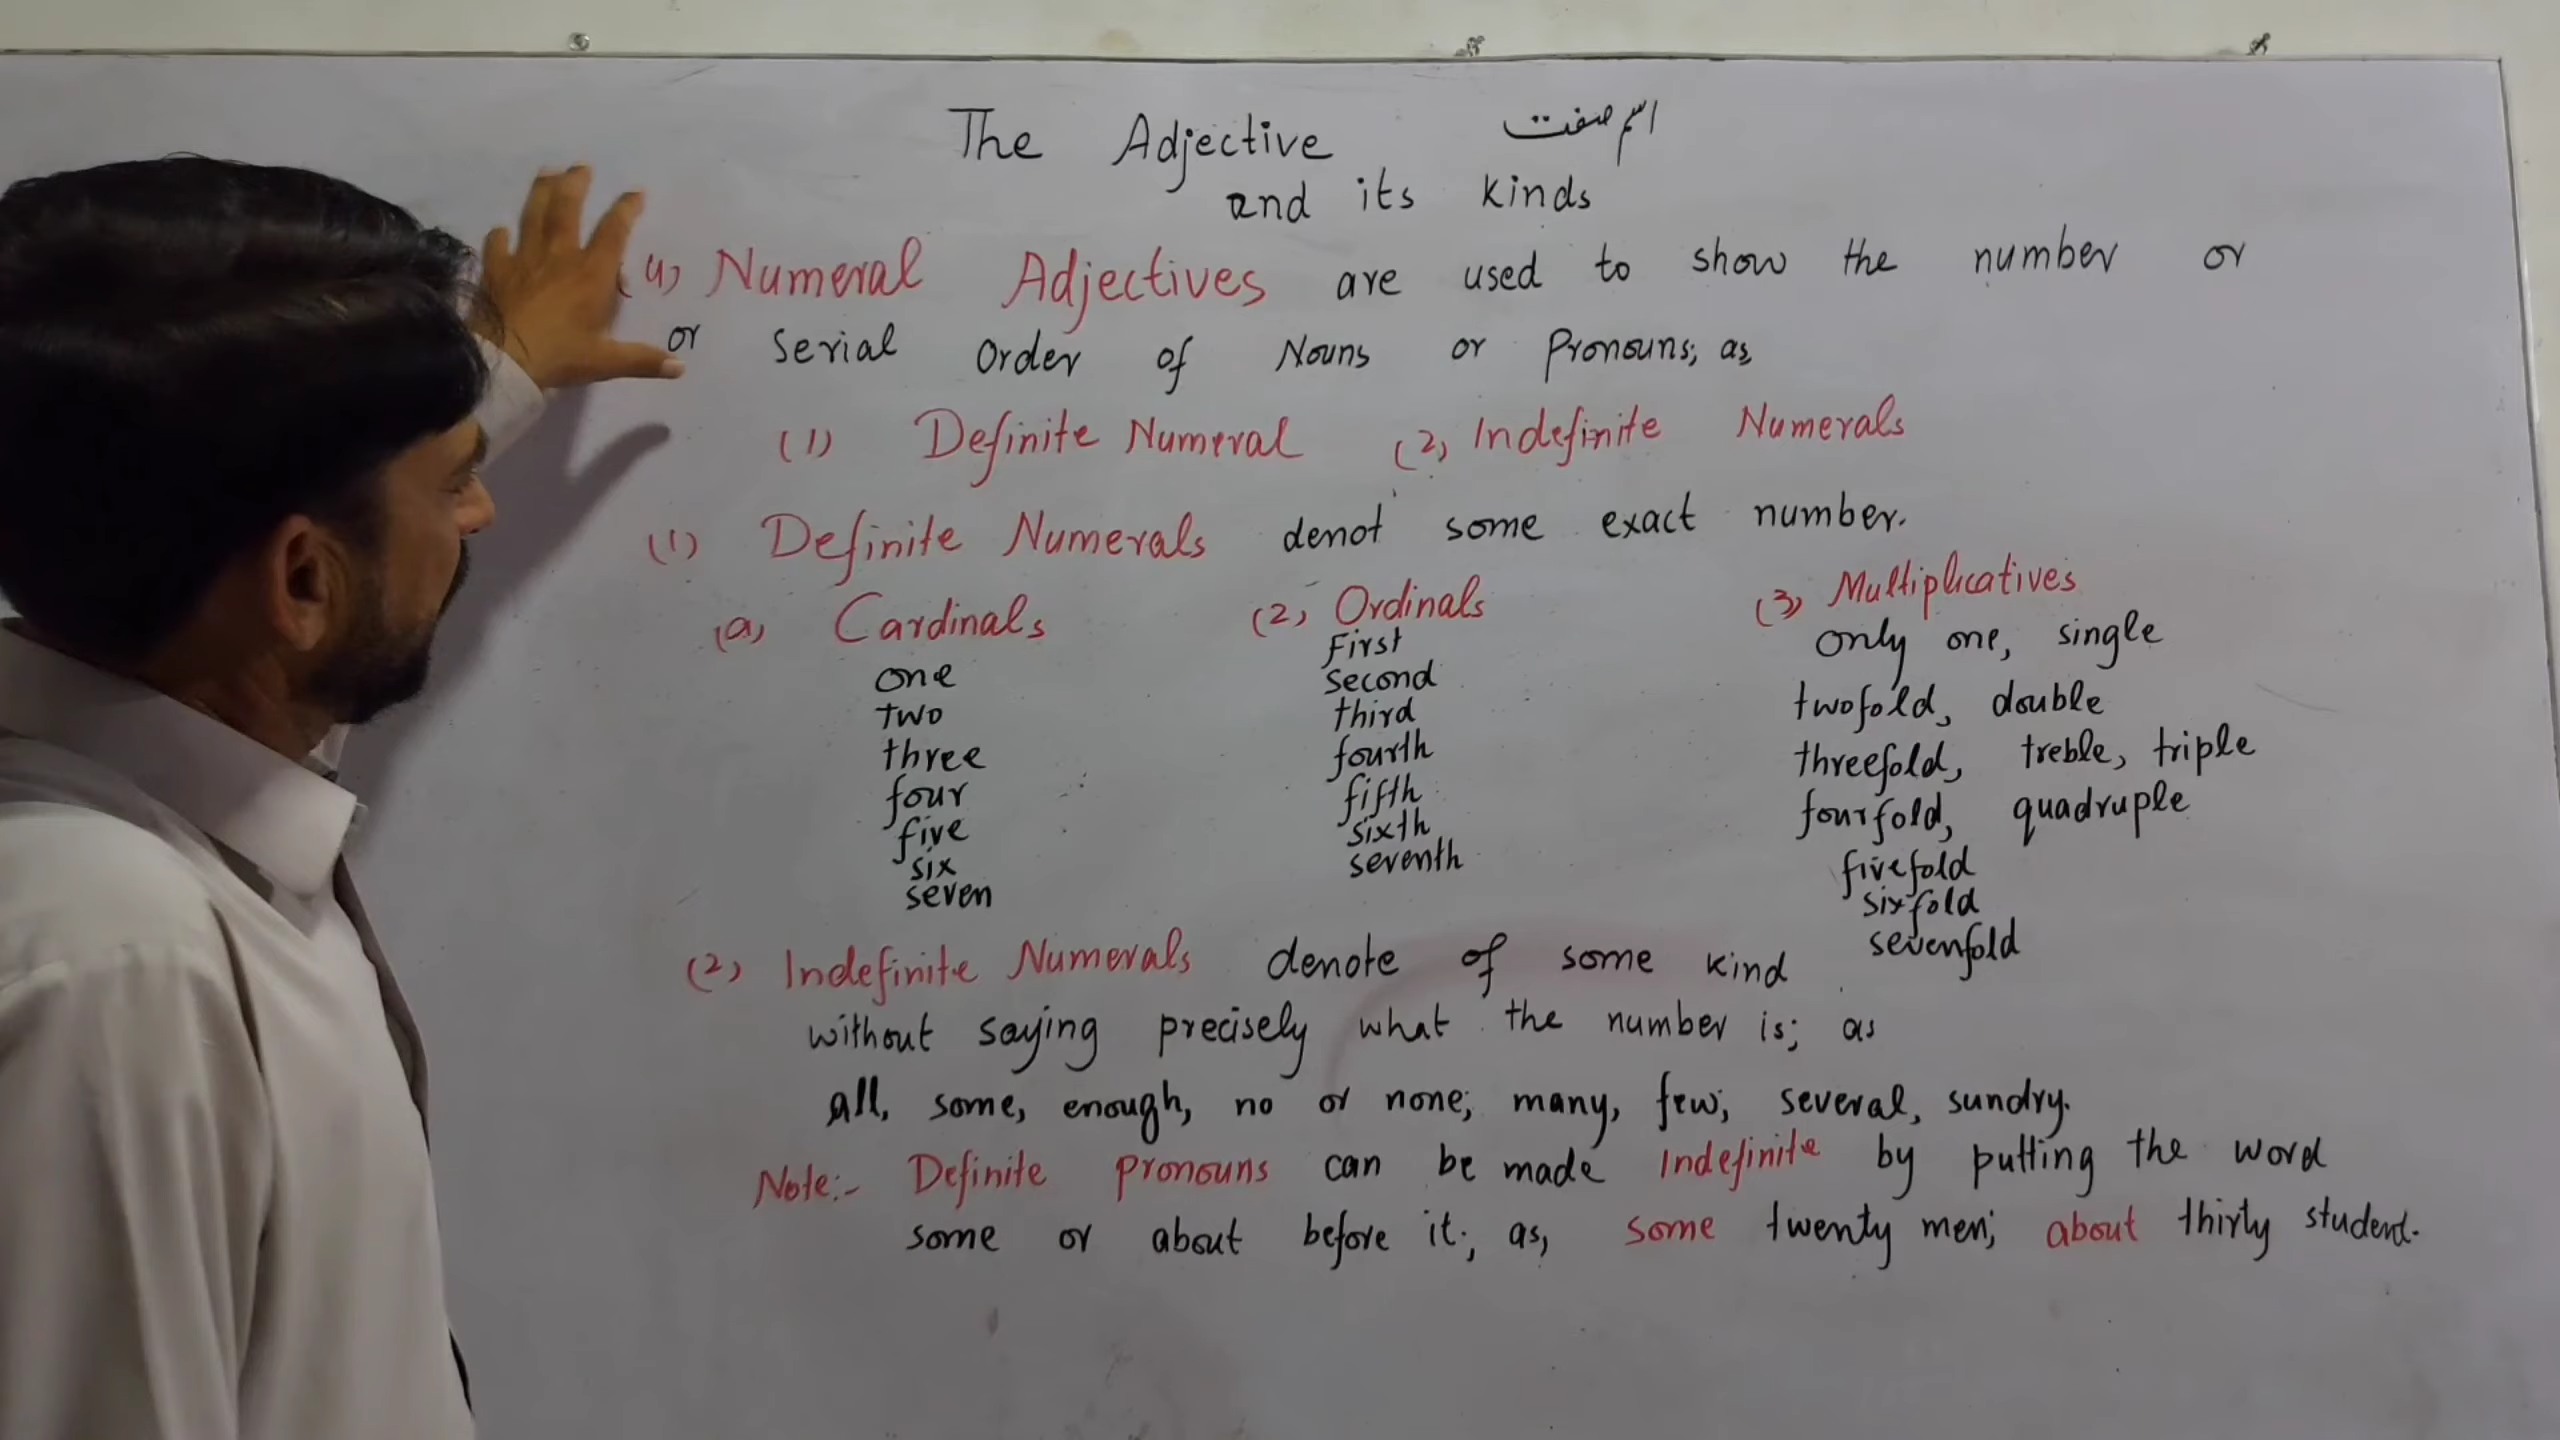 The Adjective اسم صفت
and its kinds
(4) Numeral Adjectives are used to show the number or
or serial order of Nouns or Pronouns; as,
(1) Definite Numeral (2) Indefinite Numerals
(1) Definite Numerals denot some exact number.
(a) Cardinals
one
two
three
four
five
six
seven
(2) Ordinals
First
second
third
fourth
fifth
sixth
seventh
(3) Multiplicatives
only one, single
twofold, double
threefold, treble, triple
fourfold, quadruple
fivefold
sixfold
sevenfold
(2) Indefinite Numerals denote of some kind
without saying precisely what the number is; as
all, some, enough, no or none; many, few, several, sundry.
Note:- Definite pronouns can be made indefinite by putting the word
some or about before it; as, some twenty men; about thirty student.